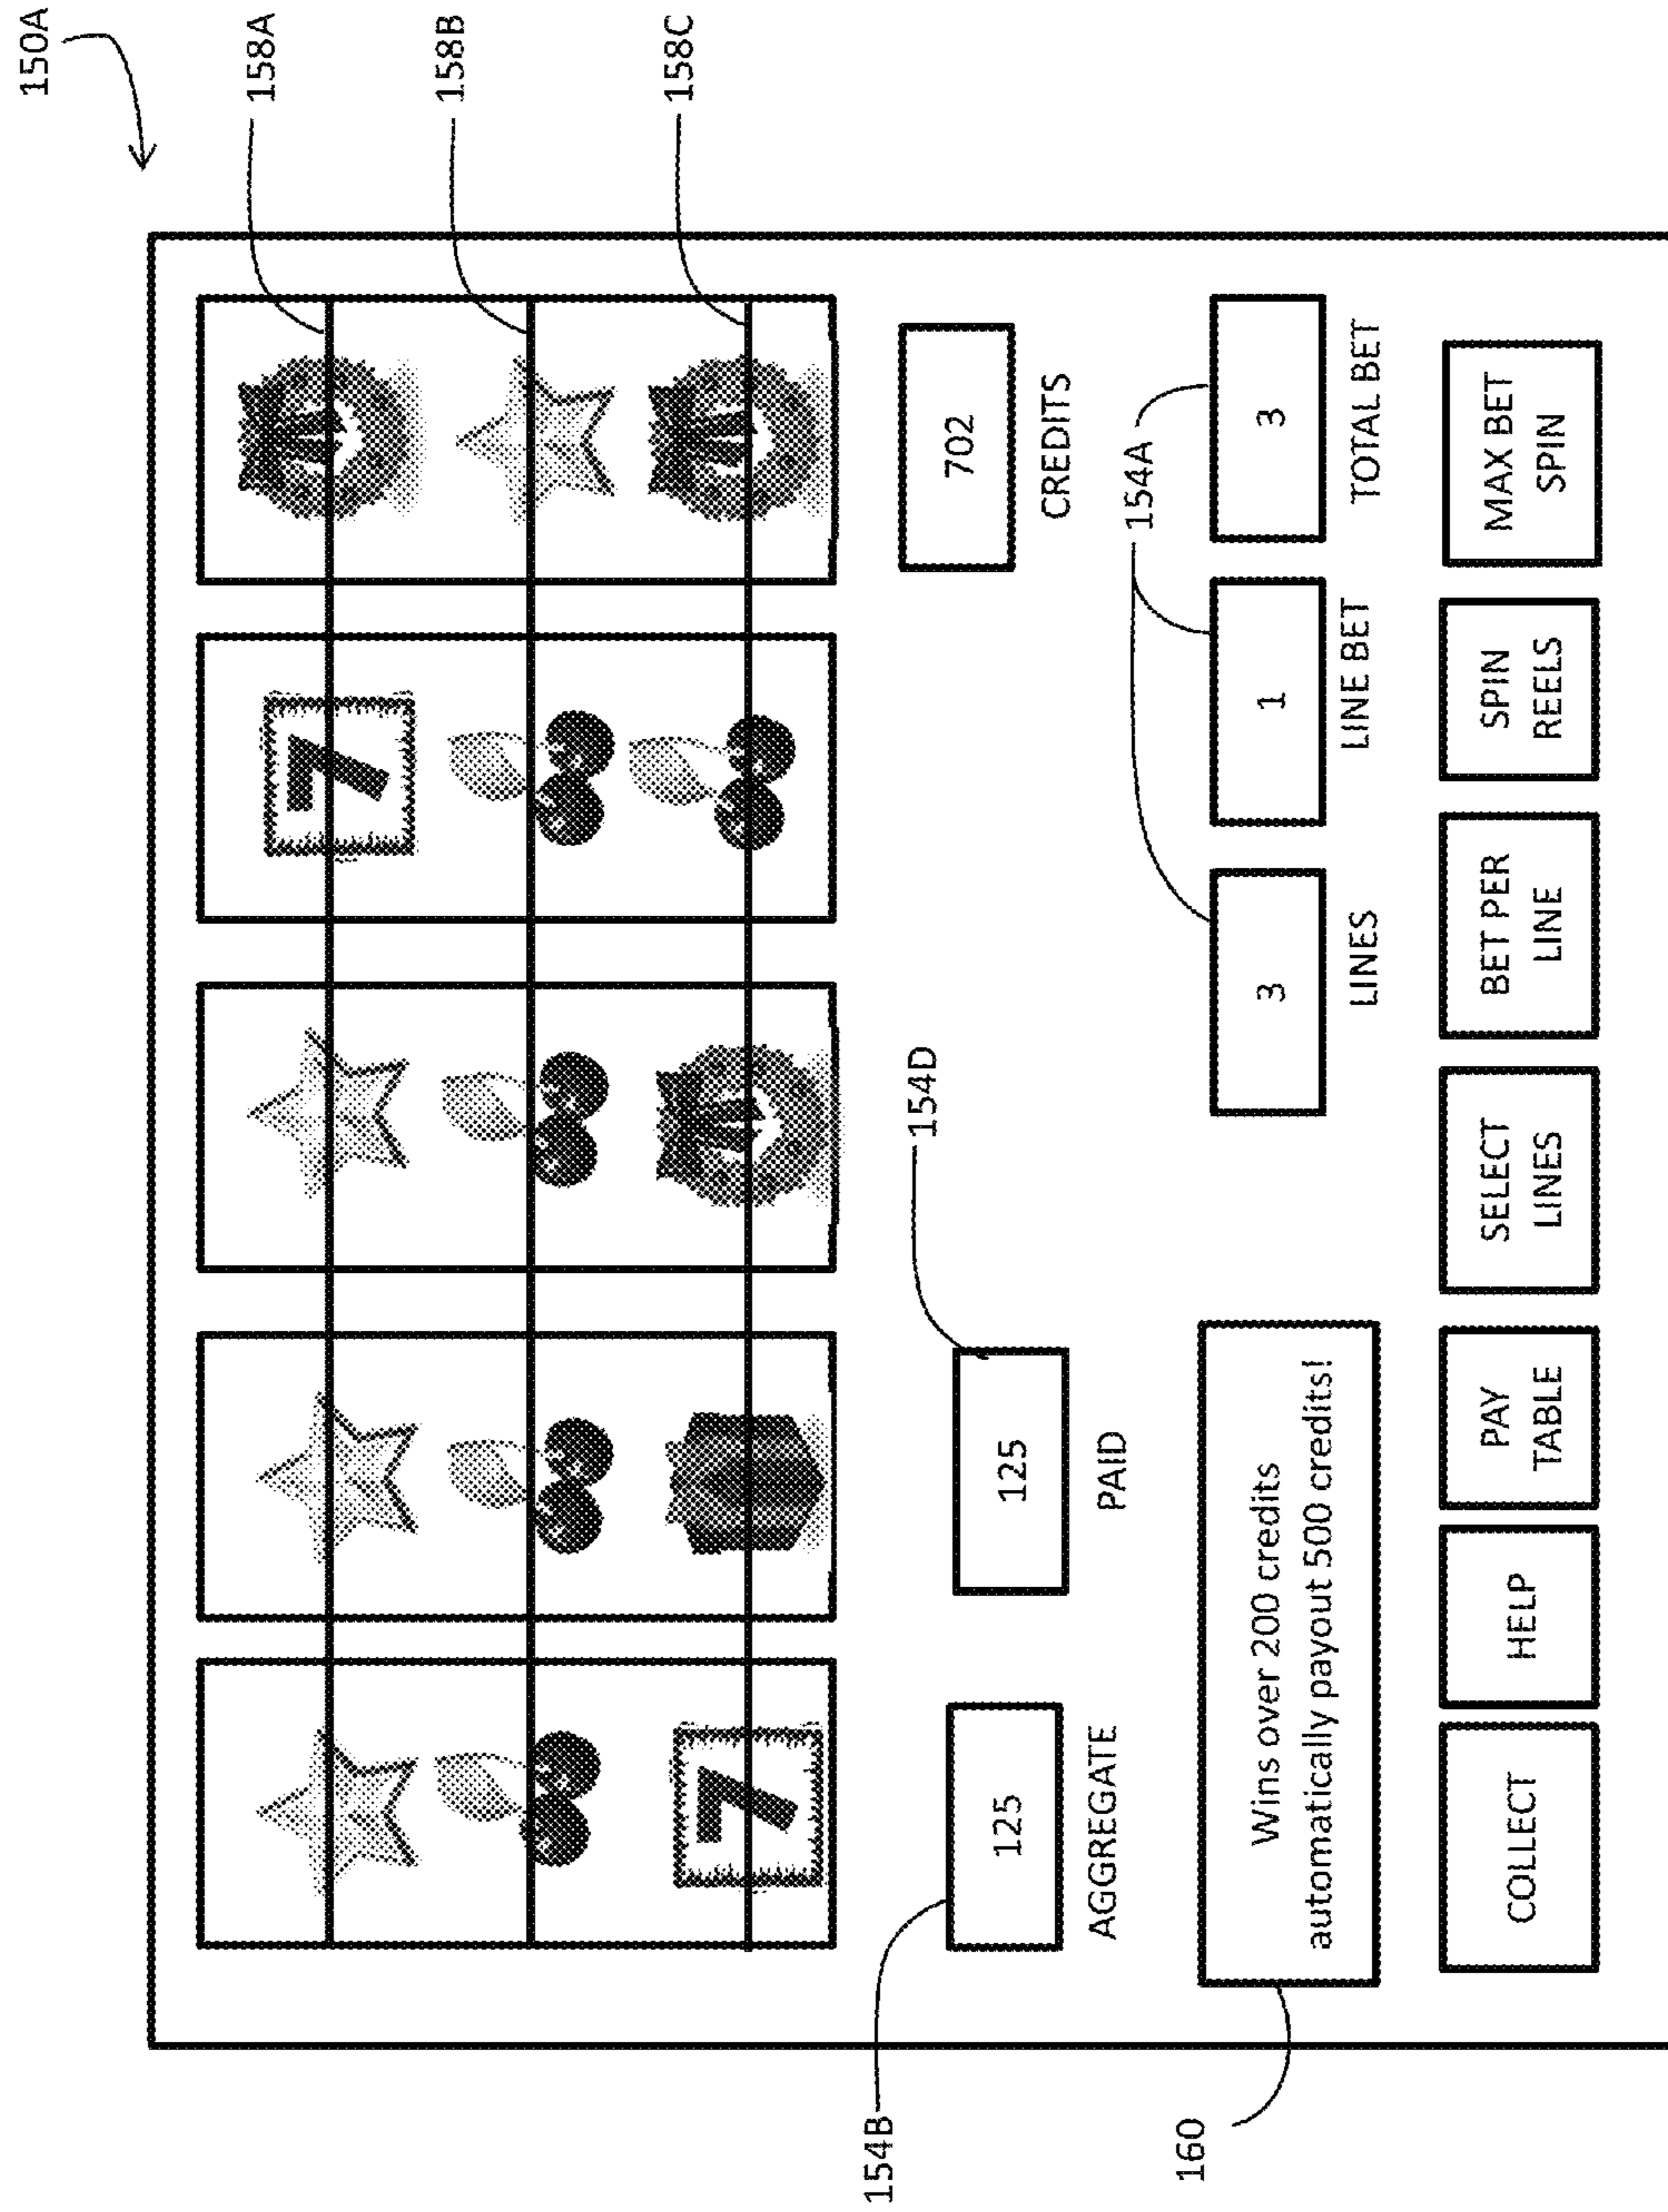 150A
158A
158B
158C
7
7
702
CREDITS
154D
125
AGGREGATE
125
PAID
154B
154A
3
LINES
1
LINE BET
3
TOTAL BET
160
Wins over 200 credits
automatically payout 500 credits!
COLLECT
HELP
PAY
TABLE
SELECT
LINES
BET PER
LINE
SPIN
REELS
MAX BET
SPIN